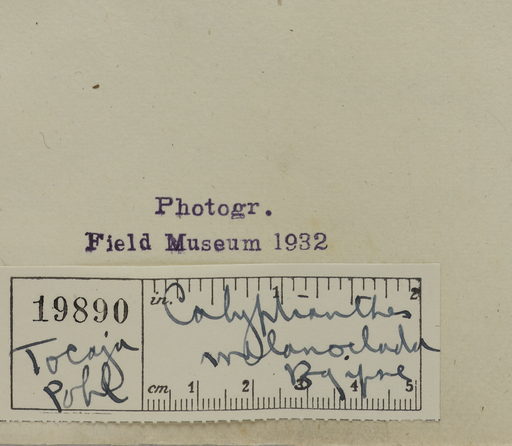 Photogr.
Field Museum 1932
19890
Tocaja
Pohl
in. 1 2
Calyptranthes
melanoclada
cm 1 2 3 4 5